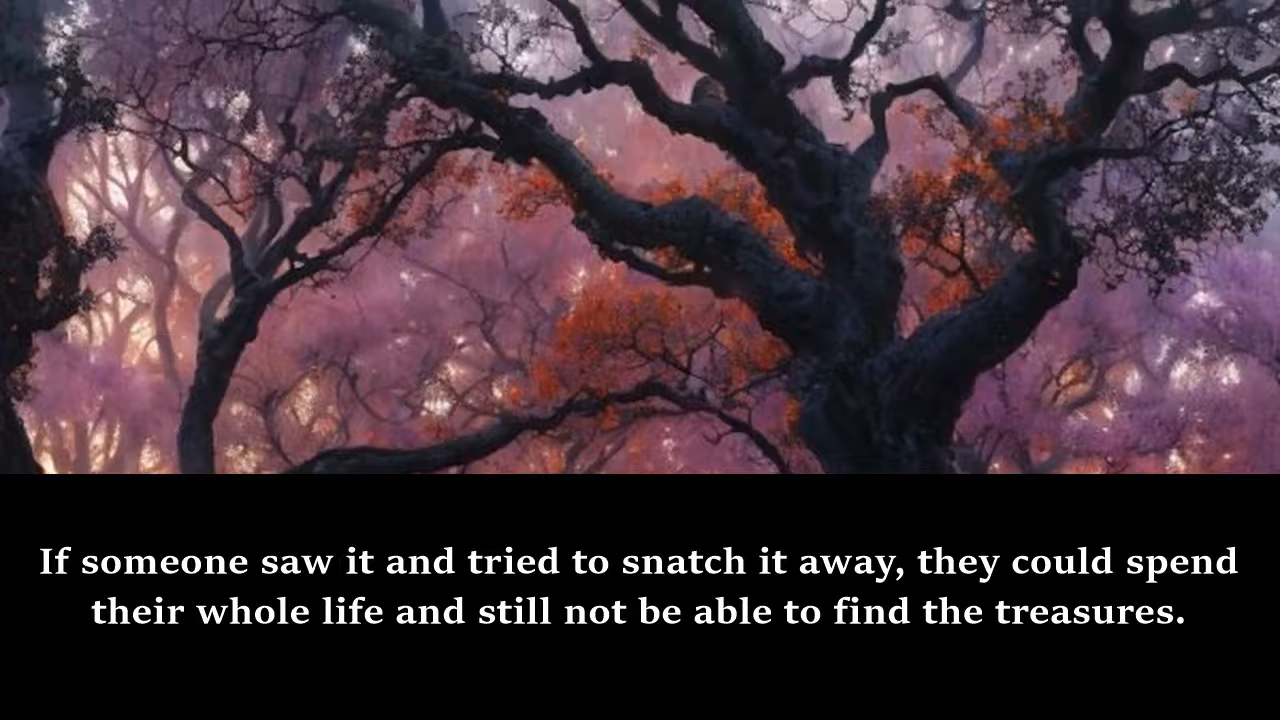 If someone saw it and tried to snatch it away, they could spend
their whole life and still not be able to find the treasures.